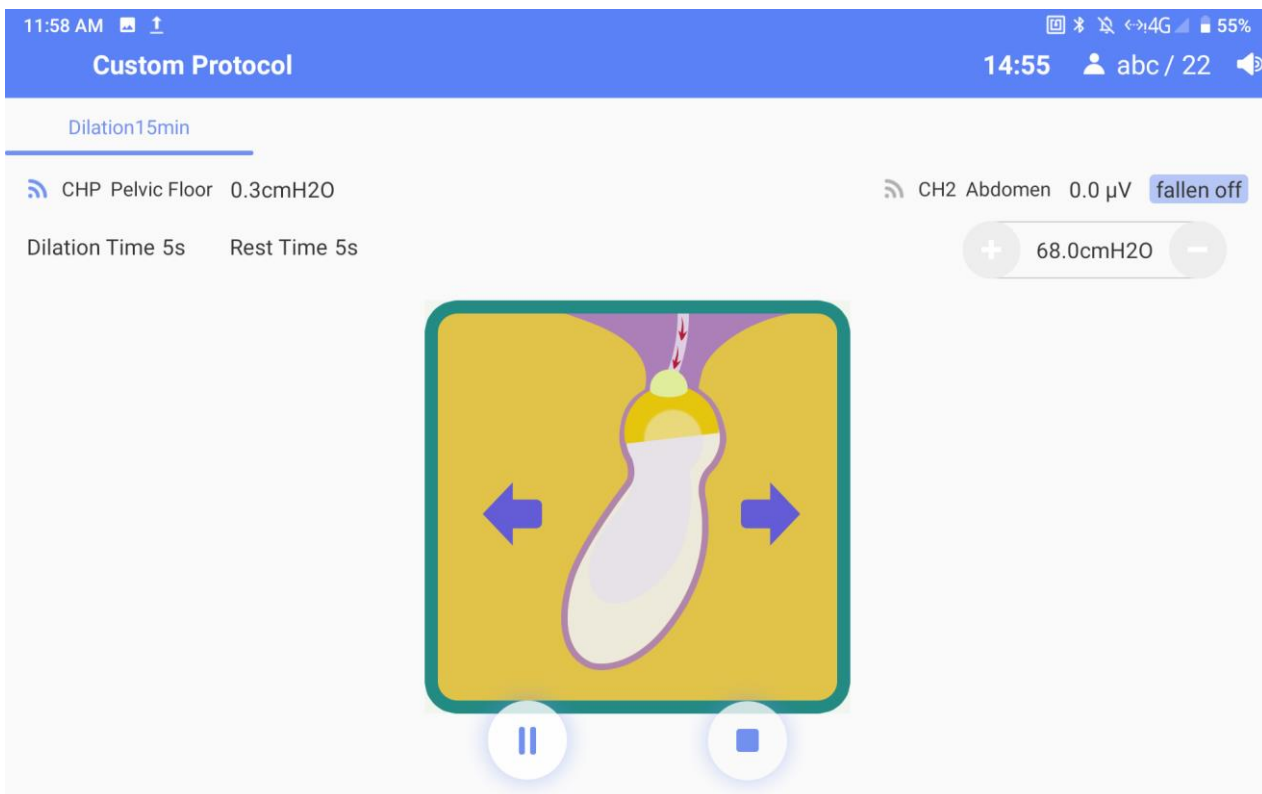 11:58 AM 4G 55%
Custom Protocol 14:55 abc / 22
Dilation15min
CHP Pelvic Floor 0.3cmH2O CH2 Abdomen 0.0 µV fallen off
Dilation Time 5s Rest Time 5s + 68.0cmH2O −